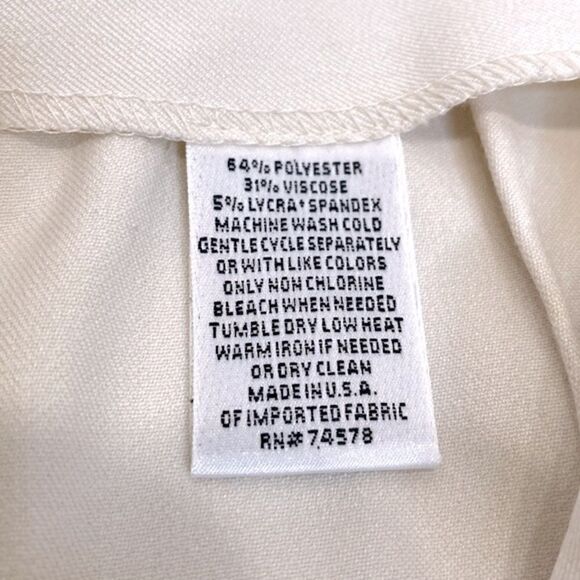 64% POLYESTER
31% VISCOSE
5% LYCRA® SPANDEX
MACHINE WASH COLD
GENTLE CYCLE SEPARATELY
OR WITH LIKE COLORS
ONLY NON CHLORINE
BLEACH WHEN NEEDED
TUMBLE DRY LOW HEAT
WARM IRON IF NEEDED
OR DRY CLEAN
MADE IN U.S.A.
OF IMPORTED FABRIC
RN# 74578